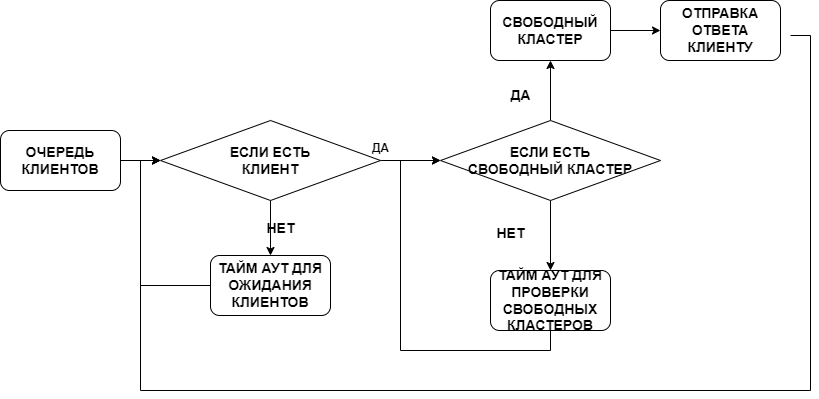 СВОБОДНЫЙ
КЛАСТЕР
ОТПРАВКА
ОТВЕТА
КЛИЕНТУ
ДА
ОЧЕРЕДЬ
КЛИЕНТОВ
ЕСЛИ ЕСТЬ
КЛИЕНТ
ДА
ЕСЛИ ЕСТЬ
СВОБОДНЫЙ КЛАСТЕР
НЕТ
НЕТ
ТАЙМ АУТ ДЛЯ
ОЖИДАНИЯ
КЛИЕНТОВ
ТАЙМ АУТ ДЛЯ
ПРОВЕРКИ
СВОБОДНЫХ
КЛАСТЕРОВ